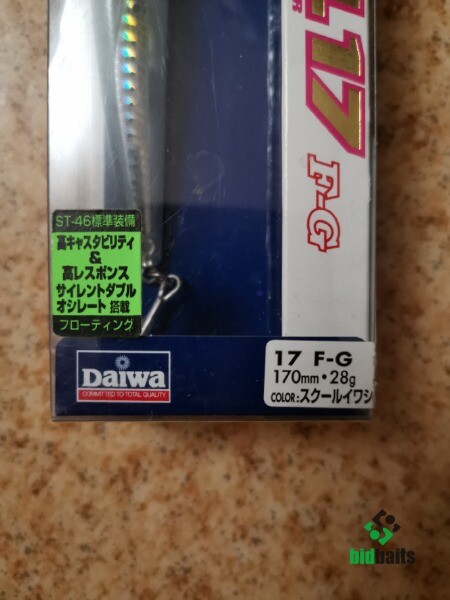 L17
F-G
ST-46標準装備
高キャスタビリティ
&
高レスポンス
サイレントダブル
オシレート 搭載
フローティング
Daiwa
COMMITTED TO TOTAL QUALITY
17 F-G
170mm・28g
COLOR:スクールイワシ
bidbaits